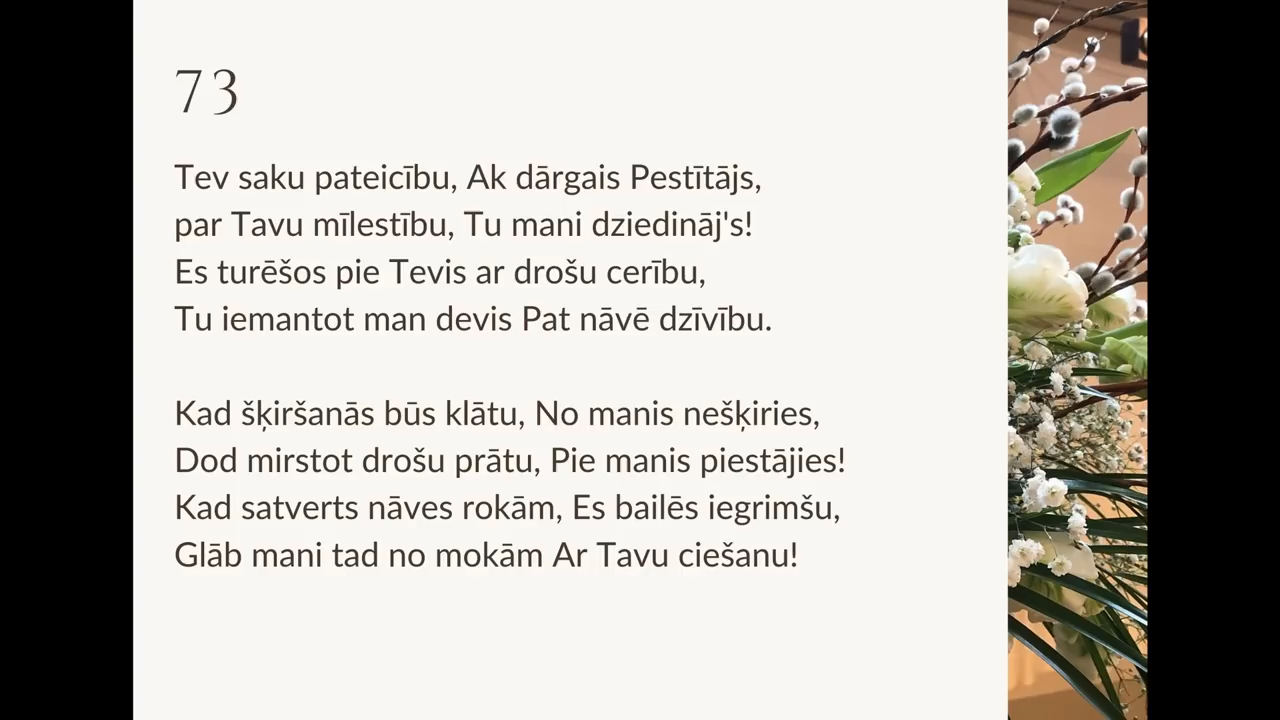 73
Tev saku pateicību, Ak dārgais Pestītājs,
par Tavu mīlestību, Tu mani dziedināj's!
Es turēšos pie Tevis ar drošu cerību,
Tu iemantot man devis Pat nāvē dzīvību.
Kad šķiršanās būs klātu, No manis nešķiries,
Dod mirstot drošu prātu, Pie manis piestājies!
Kad satverts nāves rokām, Es bailēs iegrimšu,
Glāb mani tad no mokām Ar Tavu ciešanu!